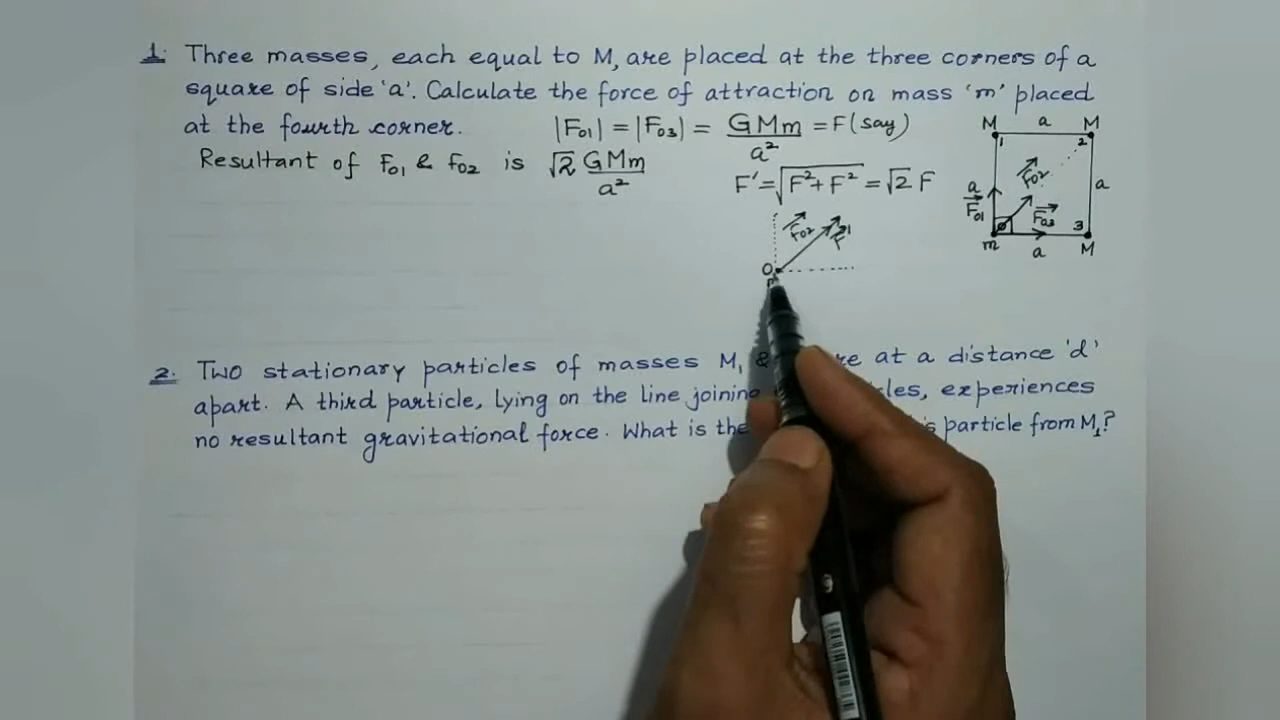 1. Three masses, each equal to M, are placed at the three corners of a
square of side 'a'. Calculate the force of attraction on mass 'm' placed
at the fourth corner. |F01| = |F03| = GMm/a² = F (say)
Resultant of F01 & F02 is √2 GMm/a²
F' = √F²+F² = √2 F
M a M
1 2
a F02 a
F01 F03
0 3
m a M
F02 F'
O
2. Two stationary particles of masses M1 & are at a distance 'd'
apart. A third particle, lying on the line joining experiences
no resultant gravitational force. What is the particle from M1?